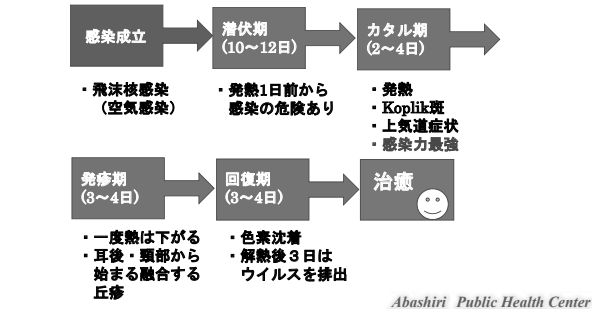 感染成立
潜伏期
(10～12日)
カタル期
(2～4日)
・飛沫核感染
（空気感染）
・発熱1日前から
感染の危険あり
・発熱
・Koplik斑
・上気道症状
・感染力最強
発疹期
(3～4日)
回復期
(3～4日)
治癒
・一度熱は下がる
・耳後・頸部から
始まる融合する
丘疹
・色素沈着
・解熱後３日は
ウイルスを排出
Abashiri Public Health Center